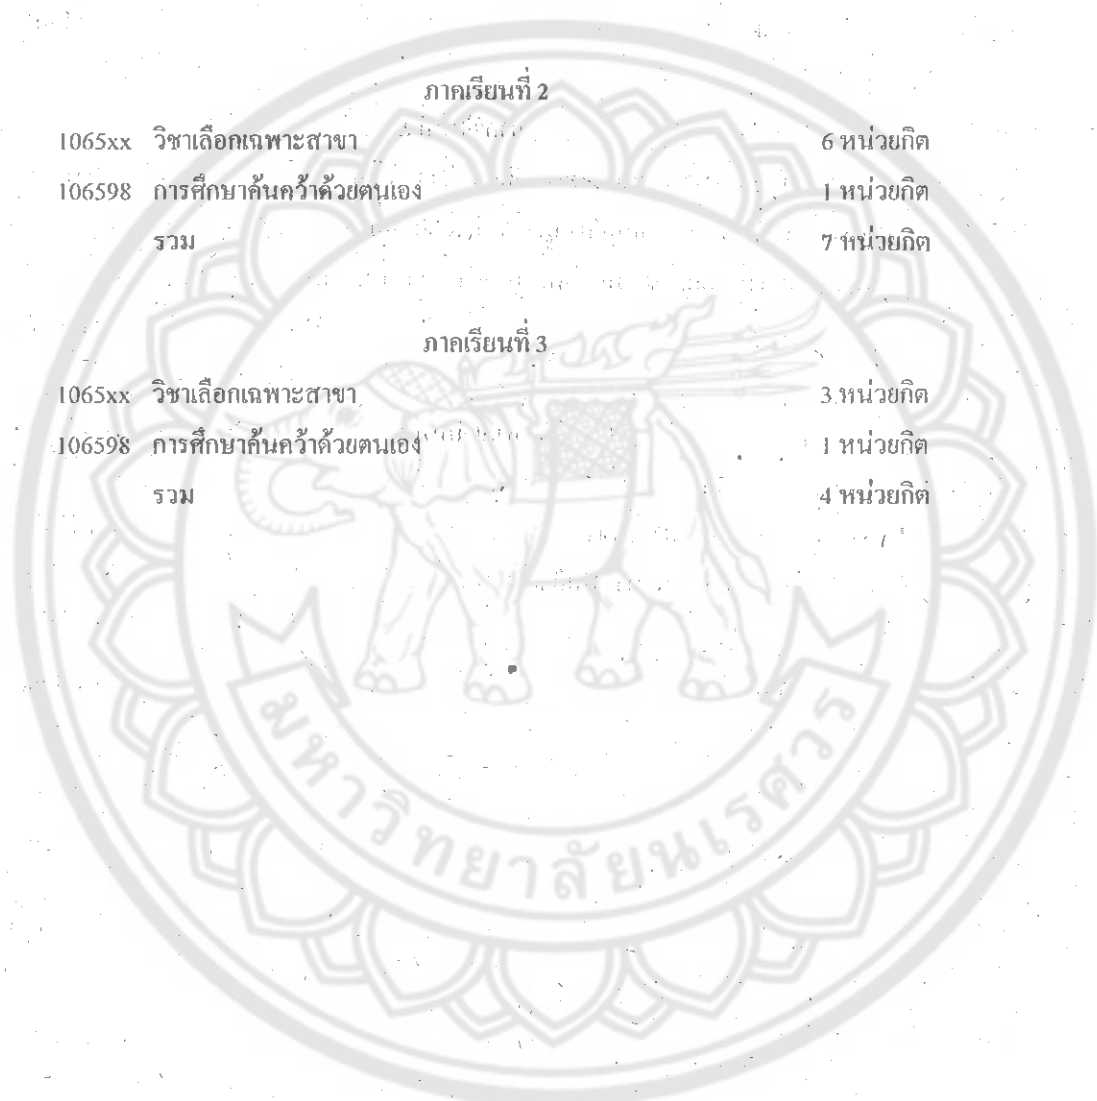 ภาคเรียนที่ 2
1065xx วิชาเลือกเฉพาะสาขา 6 หน่วยกิต
106598 การศึกษาค้นคว้าด้วยตนเอง 1 หน่วยกิต
รวม 7 หน่วยกิต
ภาคเรียนที่ 3
1065xx วิชาเลือกเฉพาะสาขา 3 หน่วยกิต
106598 การศึกษาค้นคว้าด้วยตนเอง 1 หน่วยกิต
รวม 4 หน่วยกิต
มหาวิทยาลัยนเรศวร